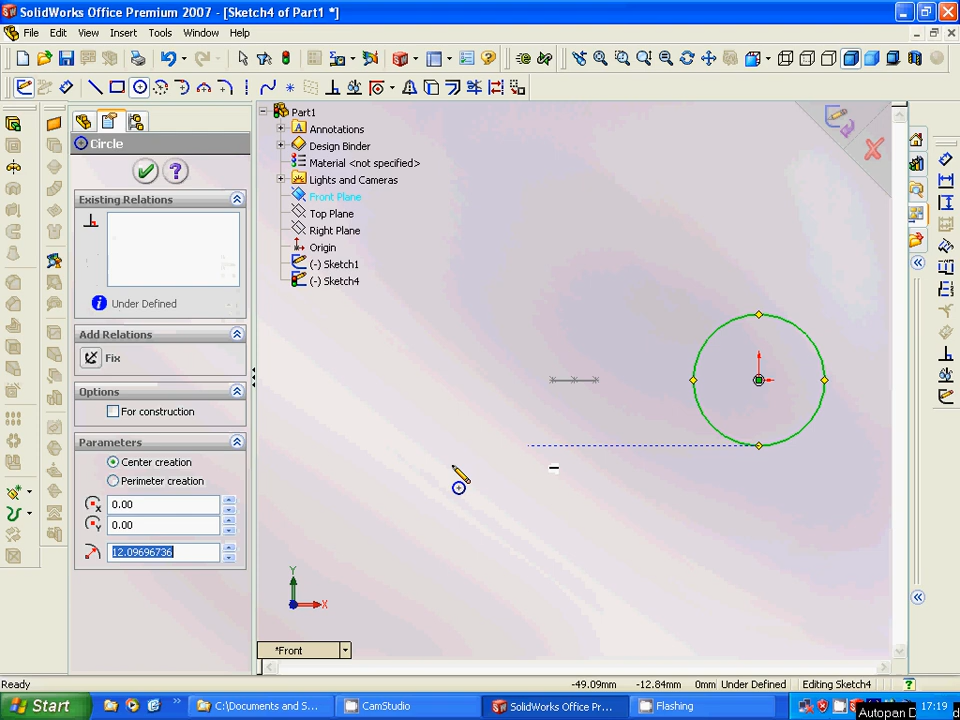 SolidWorks Office Premium 2007 - [Sketch4 of Part1 *]
File Edit View Insert Tools Window Help
Circle
Existing Relations
Under Defined
Add Relations
Fix
Options
For construction
Parameters
Center creation
Perimeter creation
0.00
0.00
12.09696736
Part1
Annotations
Design Binder
Material <not specified>
Lights and Cameras
Front Plane
Top Plane
Right Plane
Origin
(-) Sketch1
(-) Sketch4
Y
X
*Front
Ready
-49.09mm -12.84mm 0mm Under Defined Editing Sketch4
Start
C:\Documents and S...
CamStudio
SolidWorks Office Pr...
Flashing
17:19
Autopan D